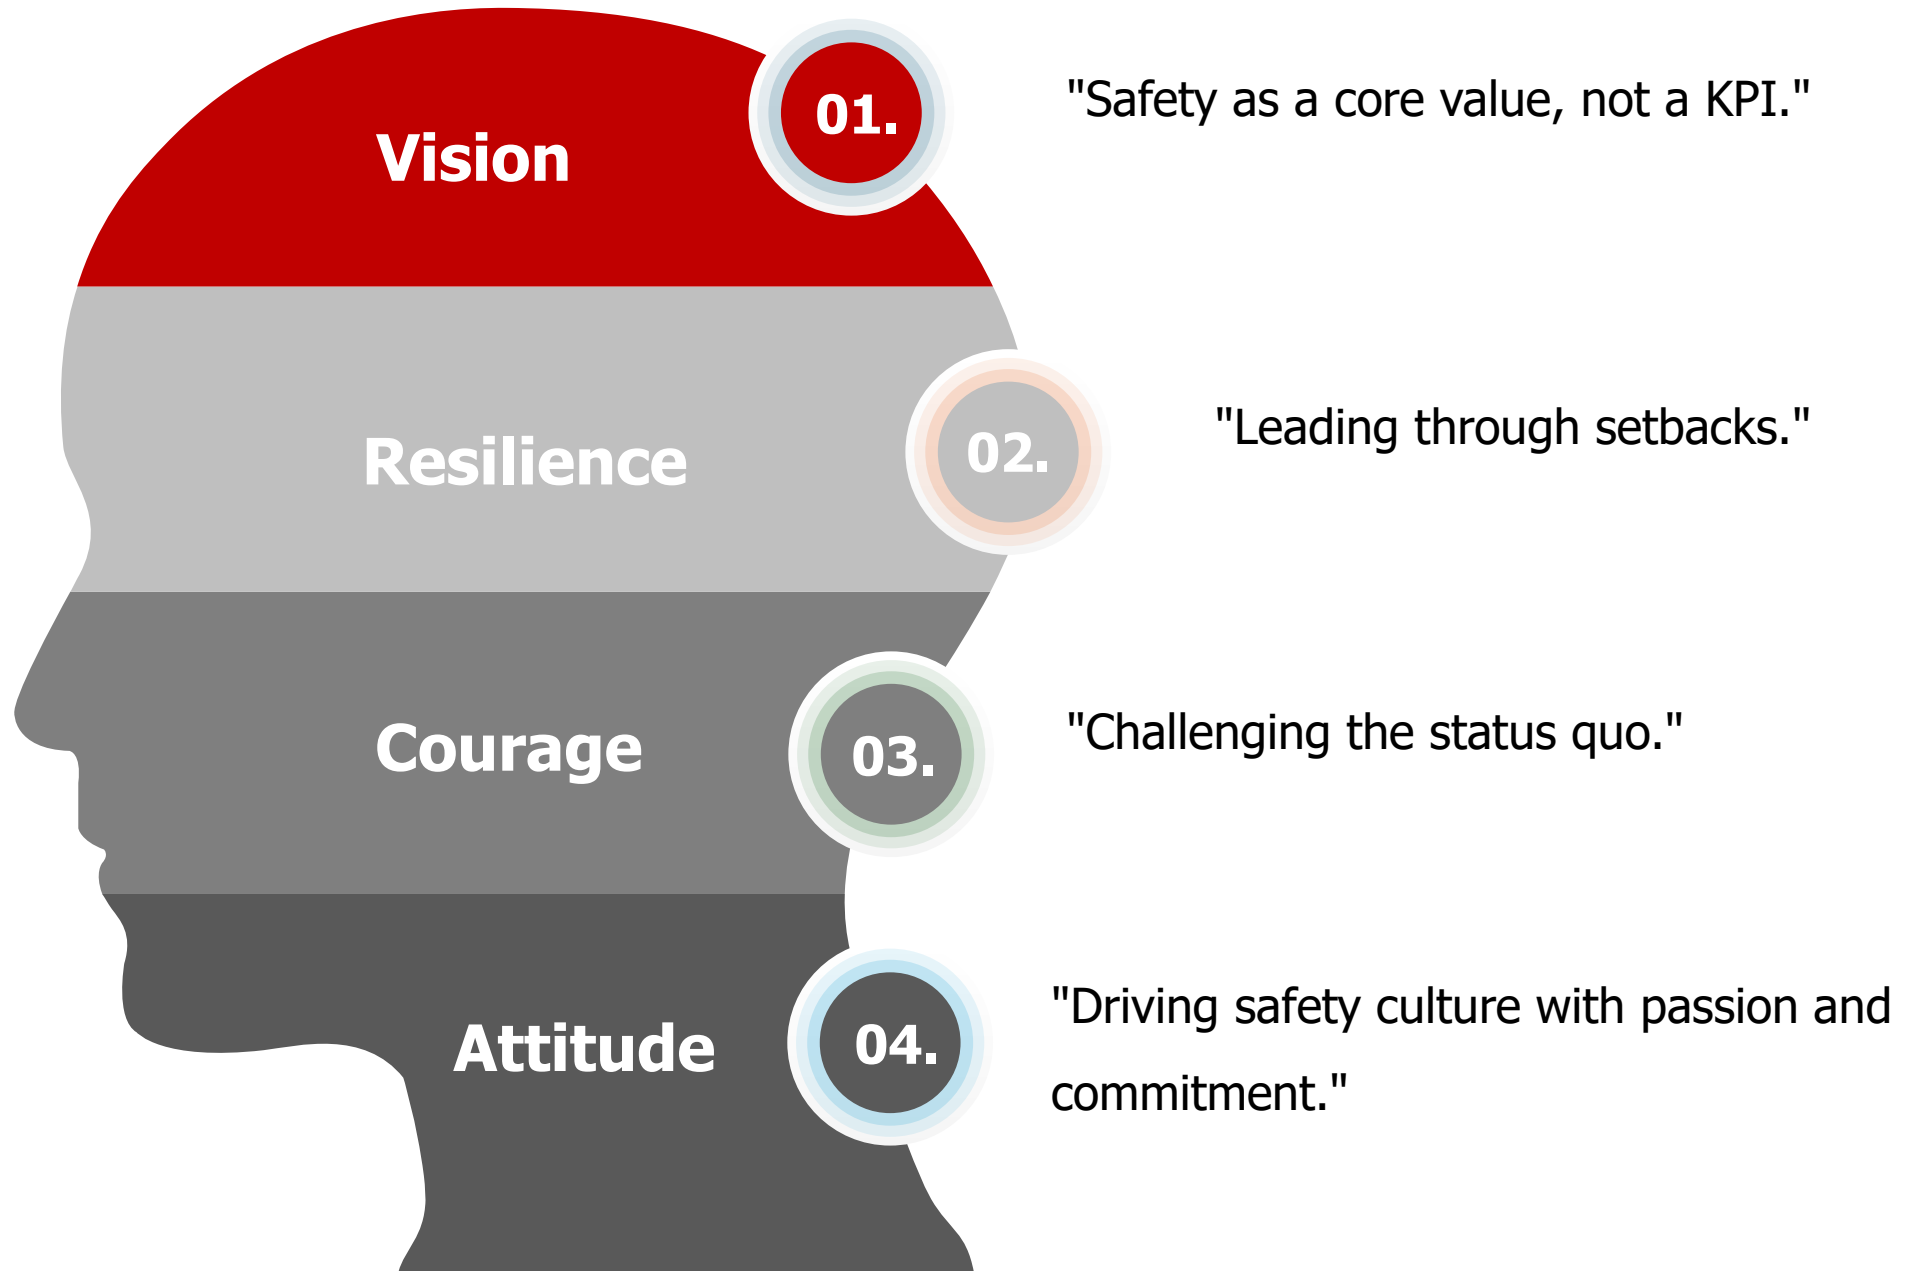 Vision
01.
"Safety as a core value, not a KPI."
Resilience
02.
"Leading through setbacks."
Courage
03.
"Challenging the status quo."
Attitude
04.
"Driving safety culture with passion and
commitment."